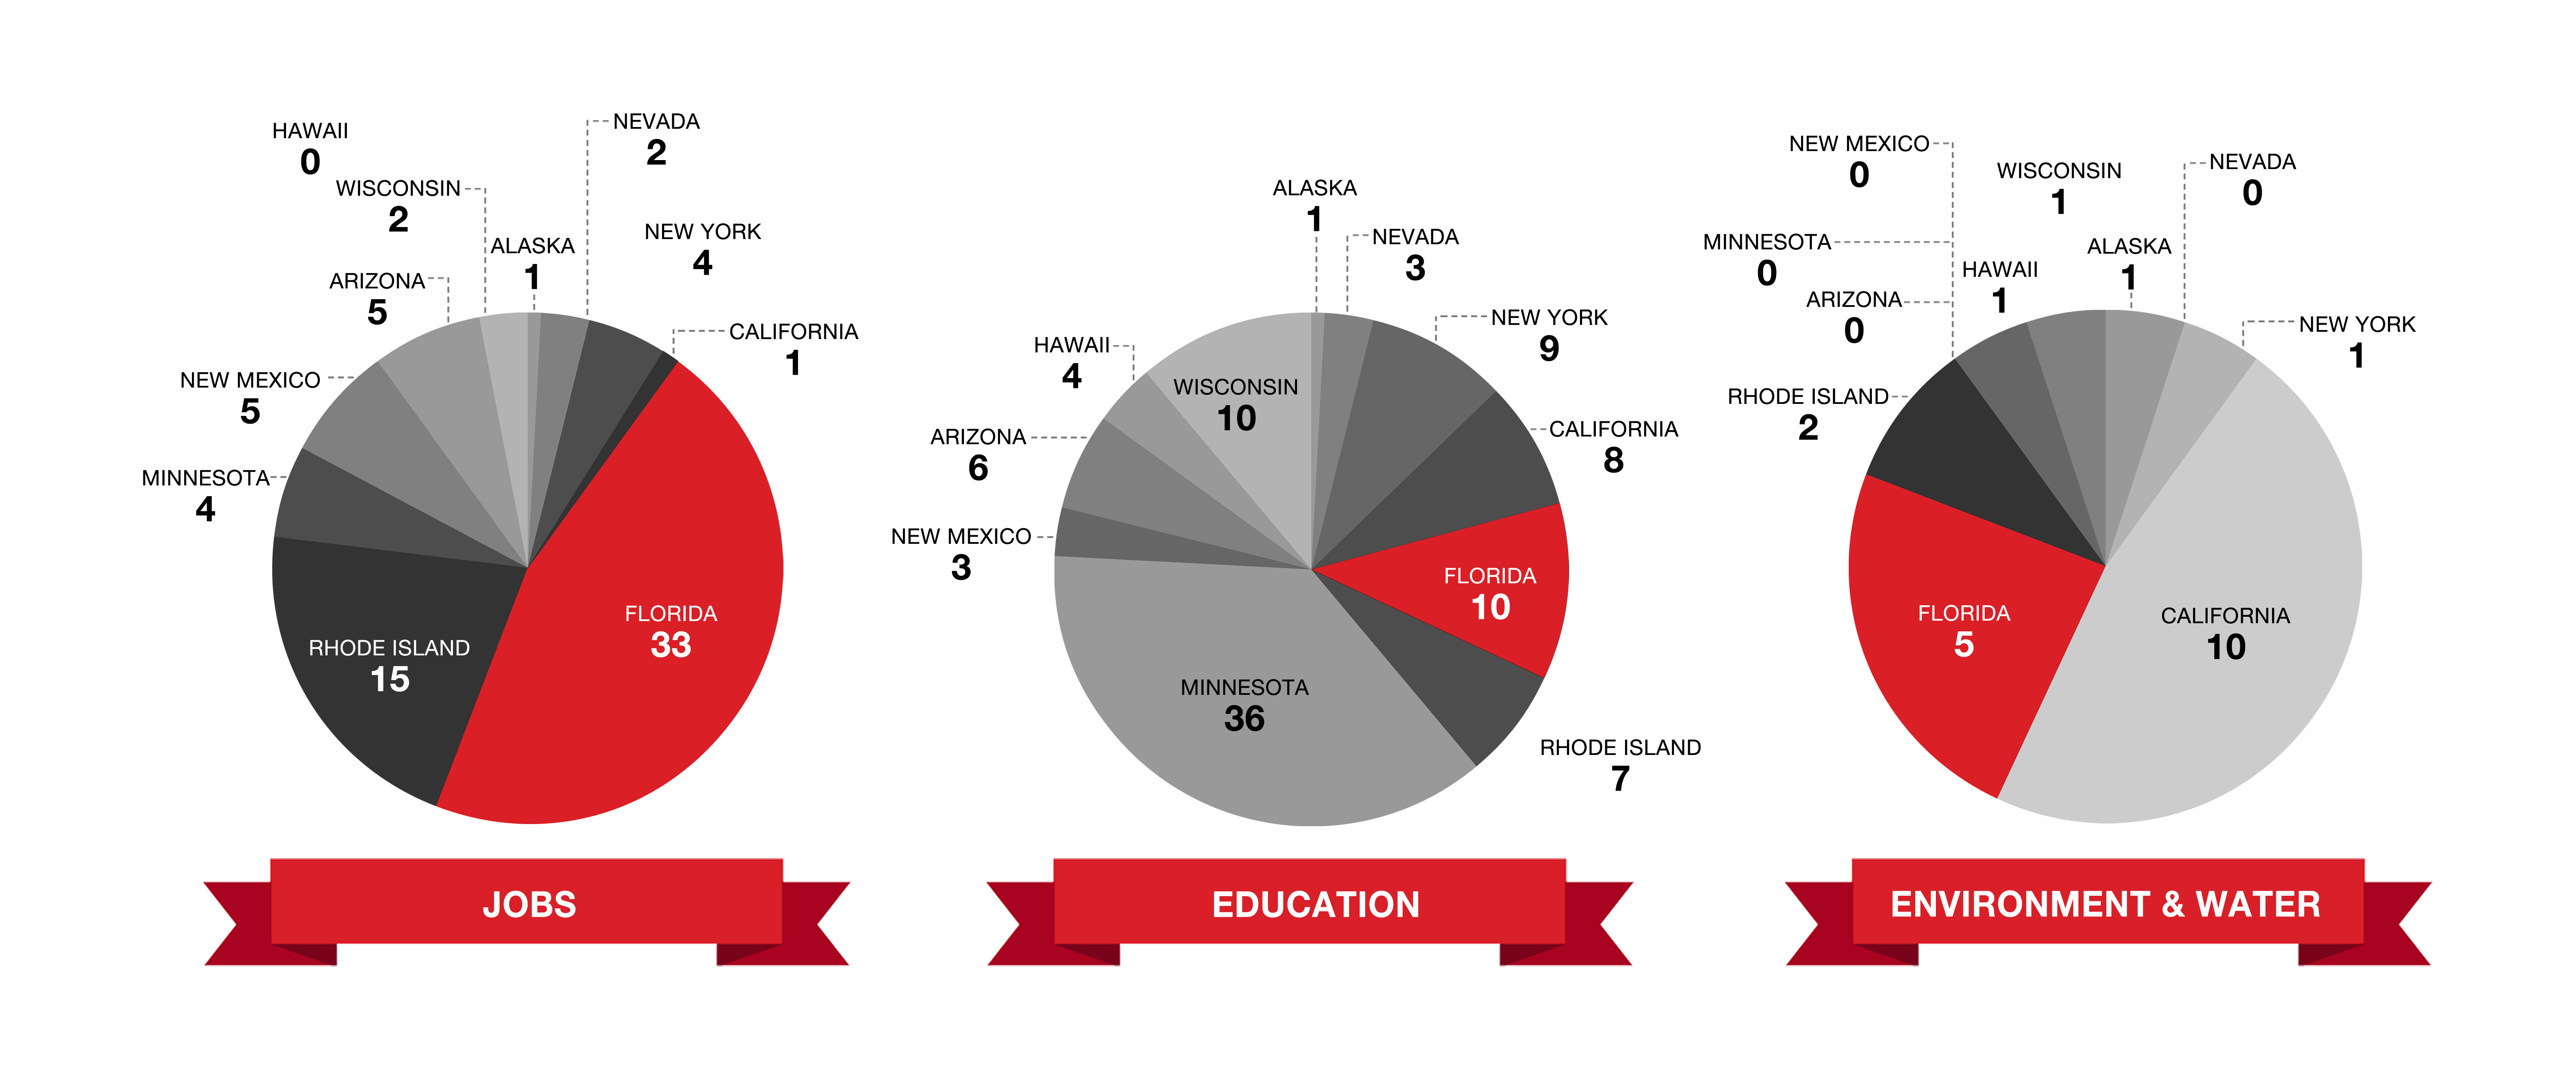 HAWAII
0
WISCONSIN
2
ALASKA
1
NEVADA
2
NEW YORK
4
CALIFORNIA
1
ARIZONA
5
NEW MEXICO
5
MINNESOTA
4
RHODE ISLAND
15
FLORIDA
33
JOBS
ALASKA
1
NEVADA
3
NEW YORK
9
CALIFORNIA
8
HAWAII
4
WISCONSIN
10
ARIZONA
6
NEW MEXICO
3
FLORIDA
10
MINNESOTA
36
RHODE ISLAND
7
EDUCATION
NEW MEXICO
0
WISCONSIN
1
NEVADA
0
MINNESOTA
0
HAWAII
1
ALASKA
1
ARIZONA
0
NEW YORK
1
RHODE ISLAND
2
FLORIDA
5
CALIFORNIA
10
ENVIRONMENT & WATER